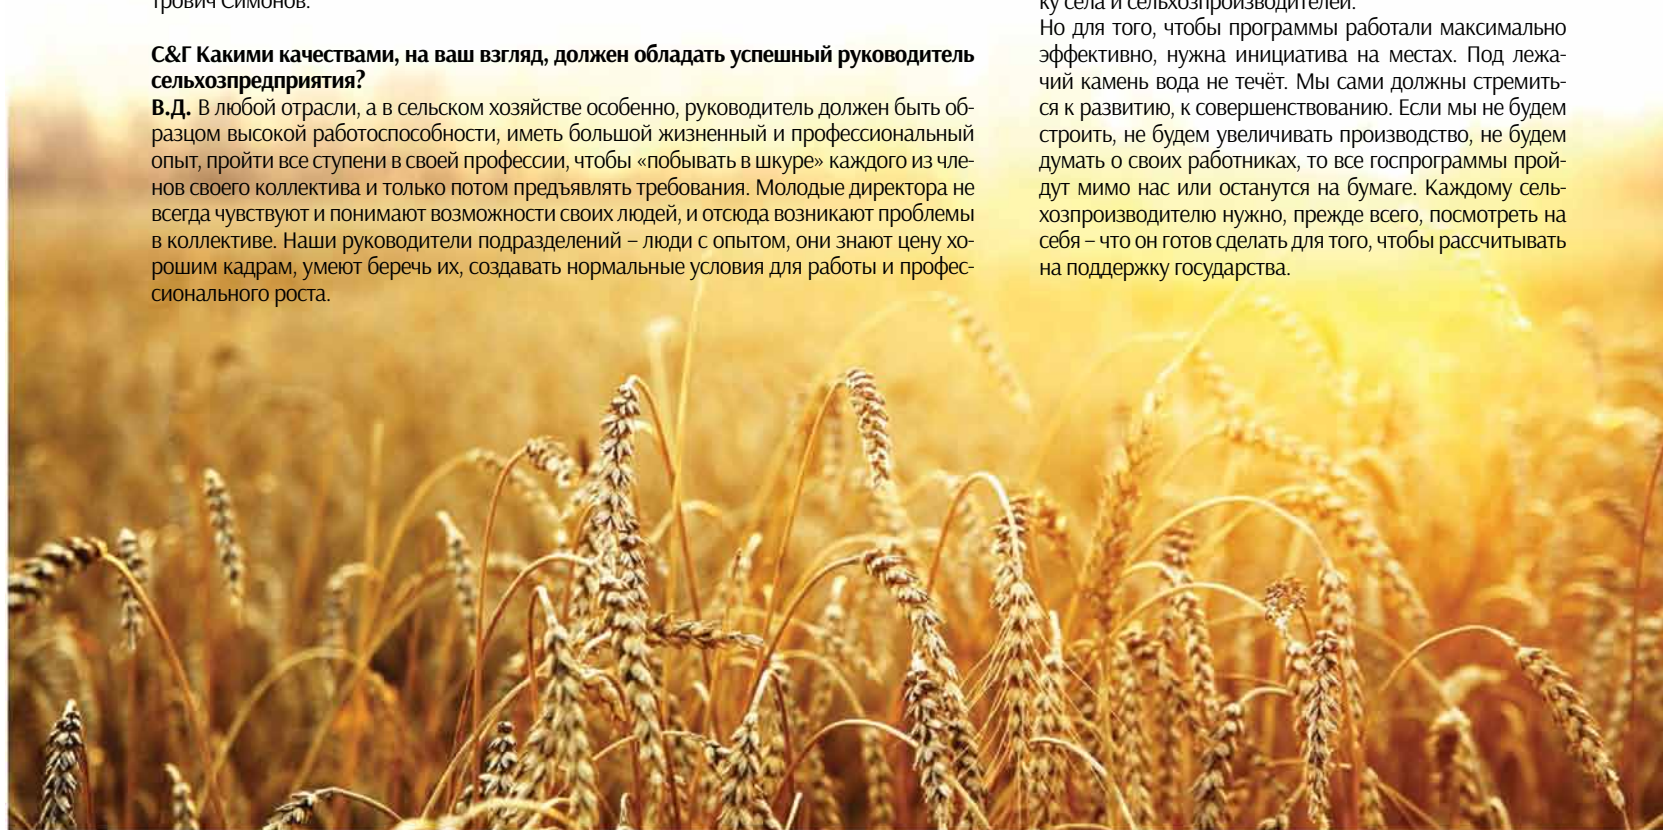 трович Симонов.
С&Г Какими качествами, на ваш взгляд, должен обладать успешный руководитель
сельхозпредприятия?
В.Д. В любой отрасли, а в сельском хозяйстве особенно, руководитель должен быть об-
разцом высокой работоспособности, иметь большой жизненный и профессиональный
опыт, пройти все ступени в своей профессии, чтобы «побывать в шкуре» каждого из чле-
нов своего коллектива и только потом предъявлять требования. Молодые директора не
всегда чувствуют и понимают возможности своих людей, и отсюда возникают проблемы
в коллективе. Наши руководители подразделений – люди с опытом, они знают цену хо-
рошим кадрам, умеют беречь их, создавать нормальные условия для работы и профес-
сионального роста.
ку села и сельхозпроизводителей.
Но для того, чтобы программы работали максимально
эффективно, нужна инициатива на местах. Под лежа-
чий камень вода не течёт. Мы сами должны стремить-
ся к развитию, к совершенствованию. Если мы не будем
строить, не будем увеличивать производство, не будем
думать о своих работниках, то все госпрограммы прой-
дут мимо нас или останутся на бумаге. Каждому сель-
хозпроизводителю нужно, прежде всего, посмотреть на
себя – что он готов сделать для того, чтобы рассчитывать
на поддержку государства.